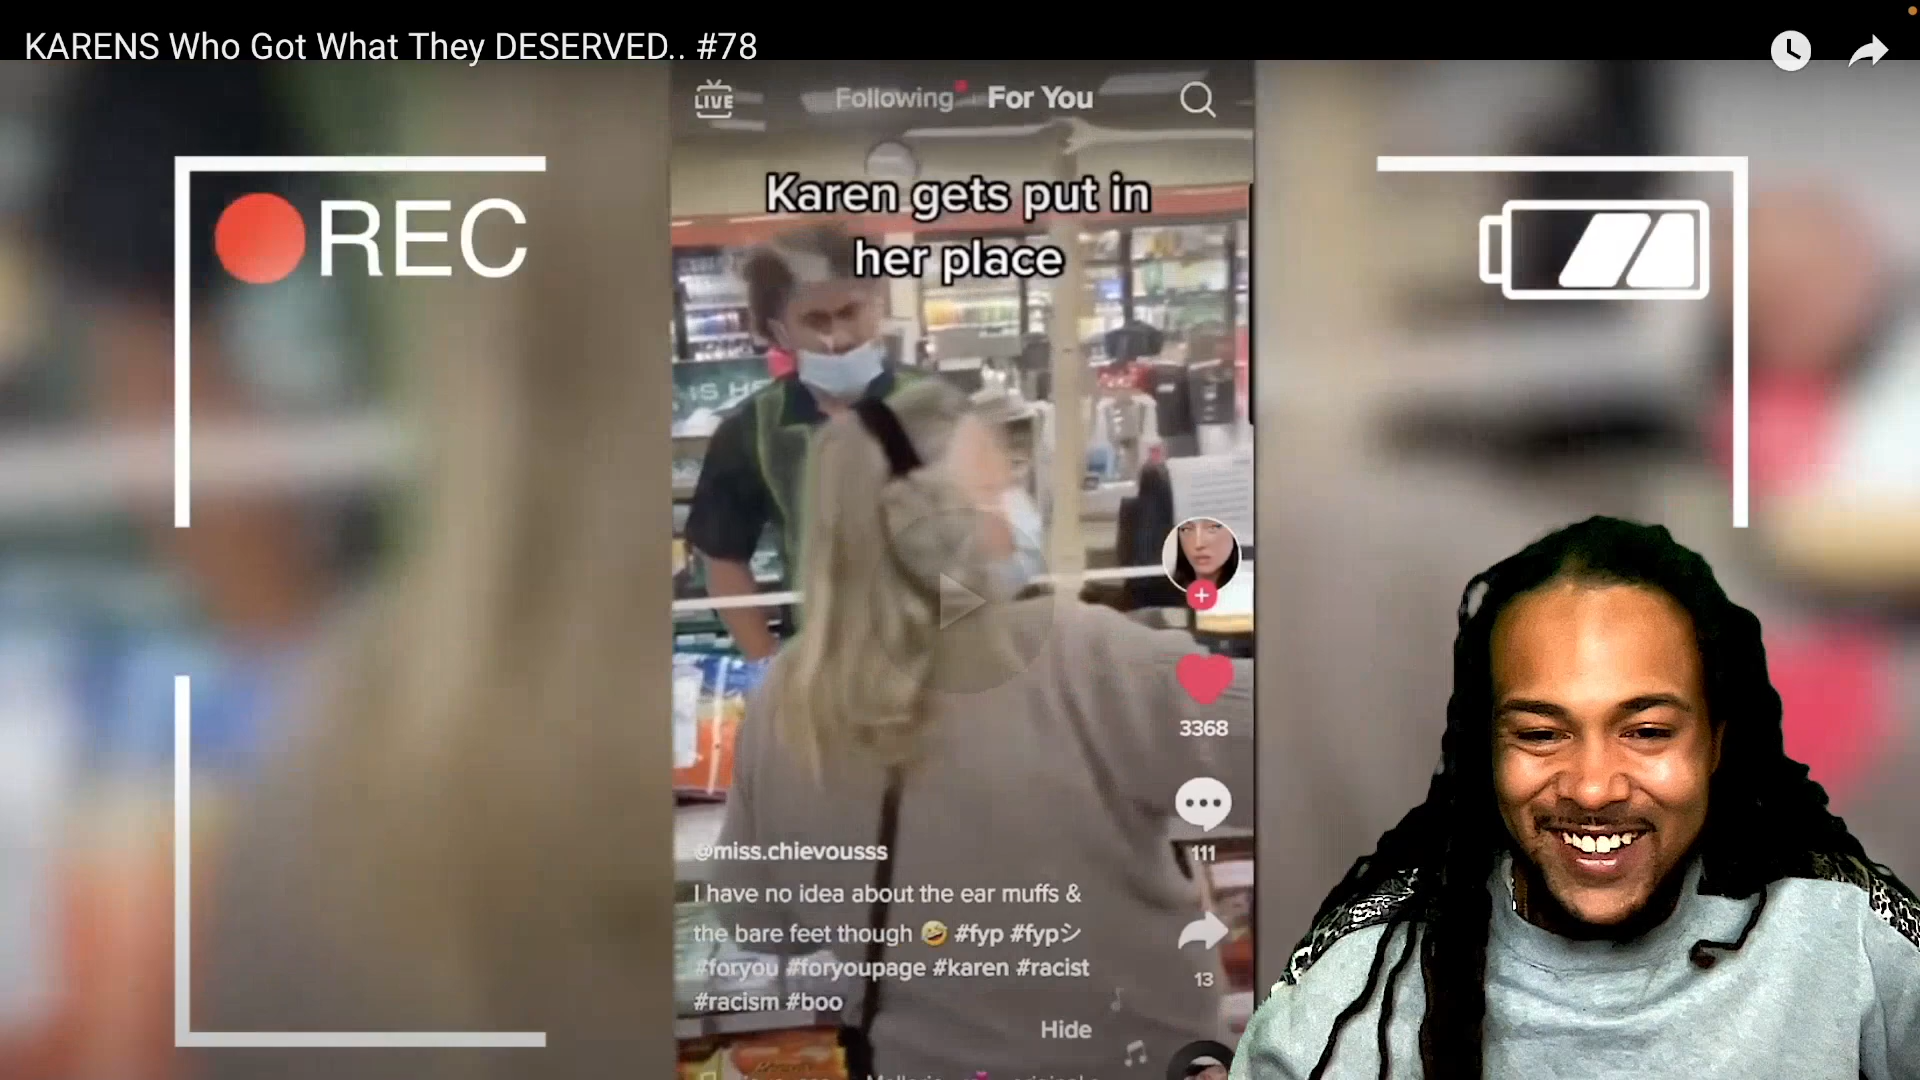 KARENS Who Got What They DESERVED.. #78
REC
LIVE
Following
For You
Karen gets put in
her place
IS HE
3368
111
@miss.chievousss
I have no idea about the ear muffs &
the bare feet though 🤣 #fyp #fypシ
#foryou #foryoupage #karen #racist
#racism #boo
13
Hide